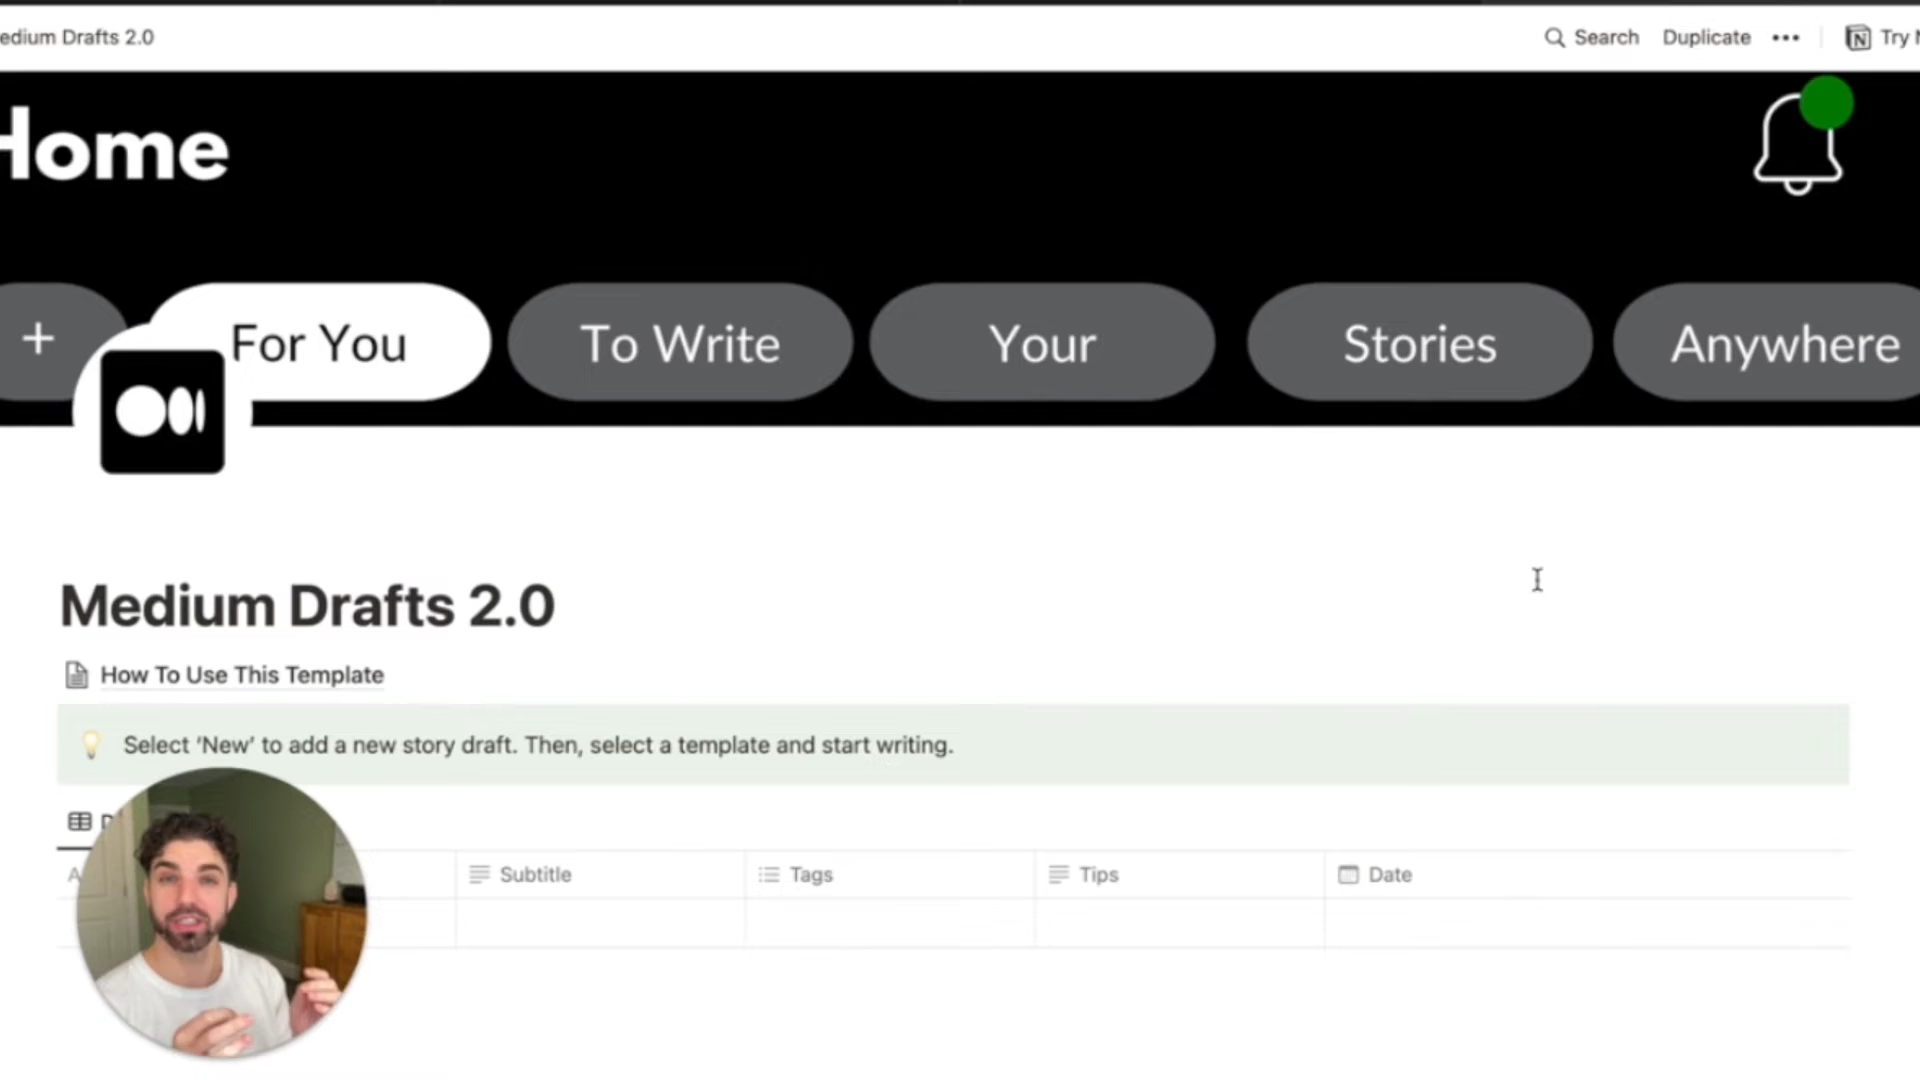 edium Drafts 2.0
Search Duplicate ••• Try
Home
+ For You To Write Your Stories Anywhere
Medium Drafts 2.0
How To Use This Template
Select ‘New’ to add a new story draft. Then, select a template and start writing.
Subtitle Tags Tips Date